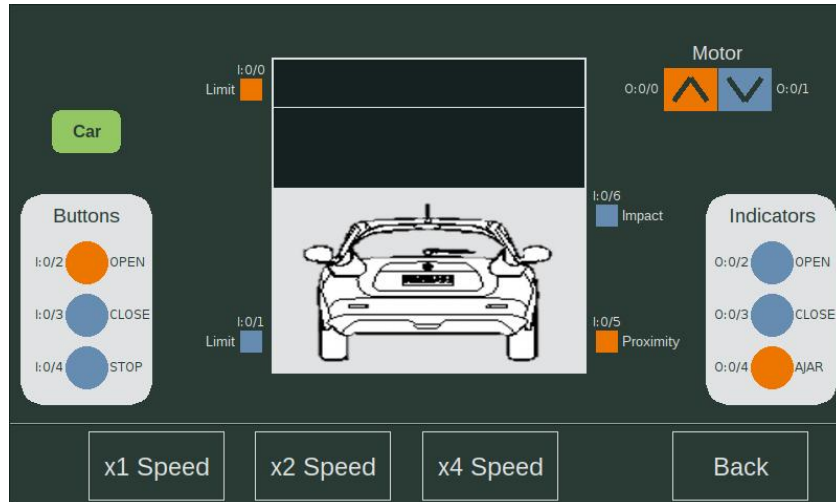 Motor
I:0/0
Limit
O:0/0
O:0/1
Car
Buttons
I:0/2 OPEN
I:0/3 CLOSE
I:0/4 STOP
I:0/6
Impact
I:0/1
Limit
I:0/5
Proximity
Indicators
O:0/2 OPEN
O:0/3 CLOSE
O:0/4 AJAR
x1 Speed
x2 Speed
x4 Speed
Back